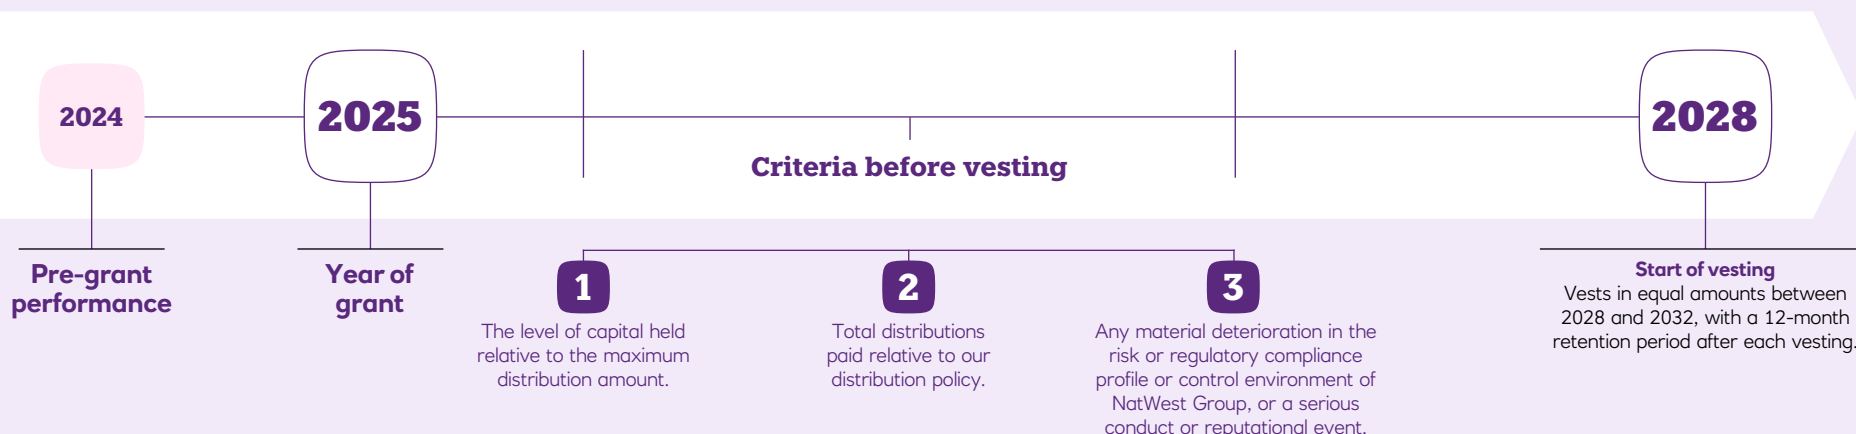 2024
2025
2028
Criteria before vesting
Pre-grant
performance
Year of
grant
1
The level of capital held
relative to the maximum
distribution amount.
2
Total distributions
paid relative to our
distribution policy.
3
Any material deterioration in the
risk or regulatory compliance
profile or control environment of
NatWest Group, or a serious
conduct or reputational event.
Start of vesting
Vests in equal amounts between
2028 and 2032, with a 12-month
retention period after each vesting.